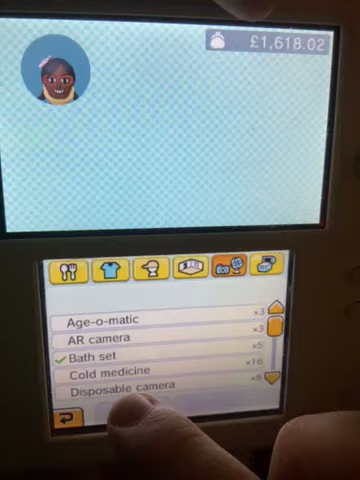 £1,618.02
Age-o-matic ×3
AR camera ×3
Bath set ×5
Cold medicine ×16
Disposable camera ×8